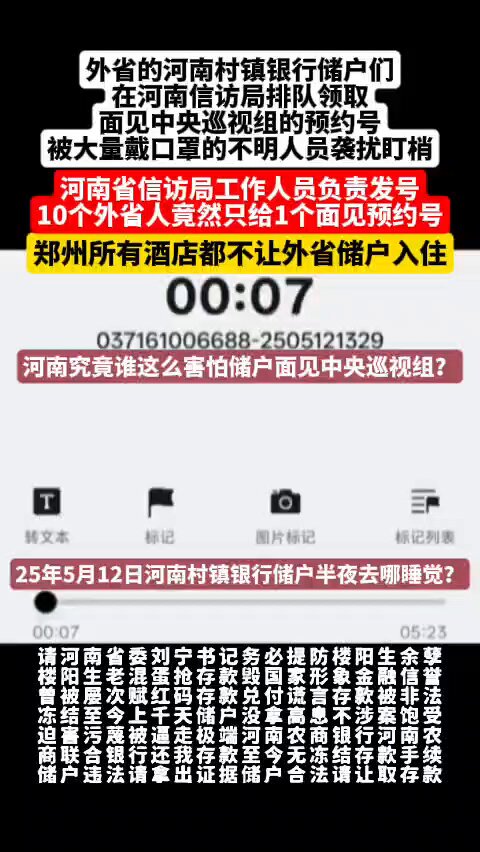 外省的河南村镇银行储户们
在河南信访局排队领取
面见中央巡视组的预约号
被大量戴口罩的不明人员袭扰盯梢
河南省信访局工作人员负责发号
10个外省人竟然只给1个面见预约号
郑州所有酒店都不让外省储户入住
00:07
037161006688-2505121329
河南究竟谁这么害怕储户面见中央巡视组?
转文本 标记 图片标记 标记列表
25年5月12日河南村镇银行储户半夜去哪睡觉?
00:07 05:23
请河南省委刘宁书记务必提防楼阳生余孽
楼阳生老混蛋抢存款毁国家形象金融信誉
曾被屡次赋红码存款兑付谎言存款被非法
冻结至今上千天储户没拿高息不涉案饱受
迫害污蔑被逼走极端河南农商银行河南农
商联合银行还我存款至今无冻结存款手续
储户违法请拿出证据储户合法请让取存款